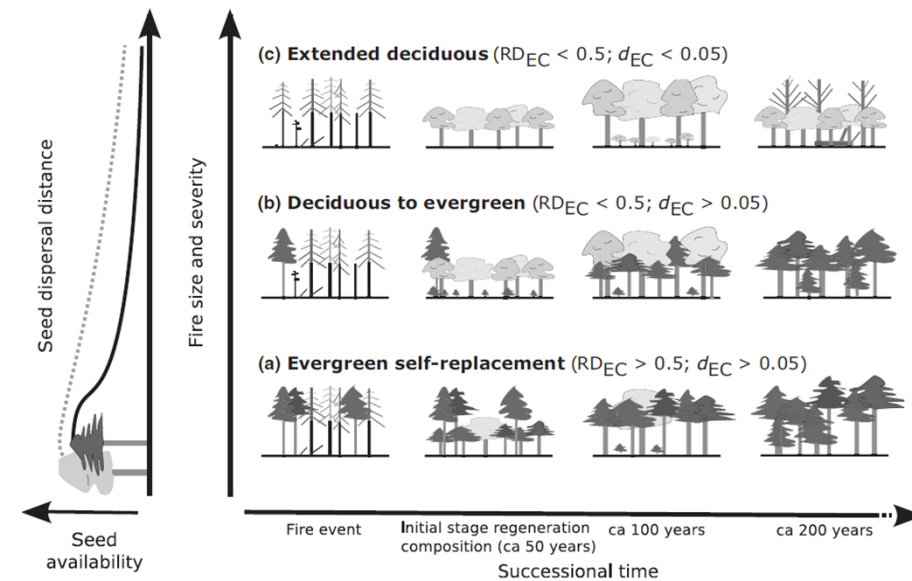 Seed dispersal distance
Fire size and severity
(c) Extended deciduous (RDEC < 0.5; dEC < 0.05)
(b) Deciduous to evergreen (RDEC < 0.5; dEC > 0.05)
(a) Evergreen self-replacement (RDEC > 0.5; dEC > 0.05)
Seed
availability
Fire event
Initial stage regeneration
composition (ca 50 years)
ca 100 years
ca 200 years
Successional time